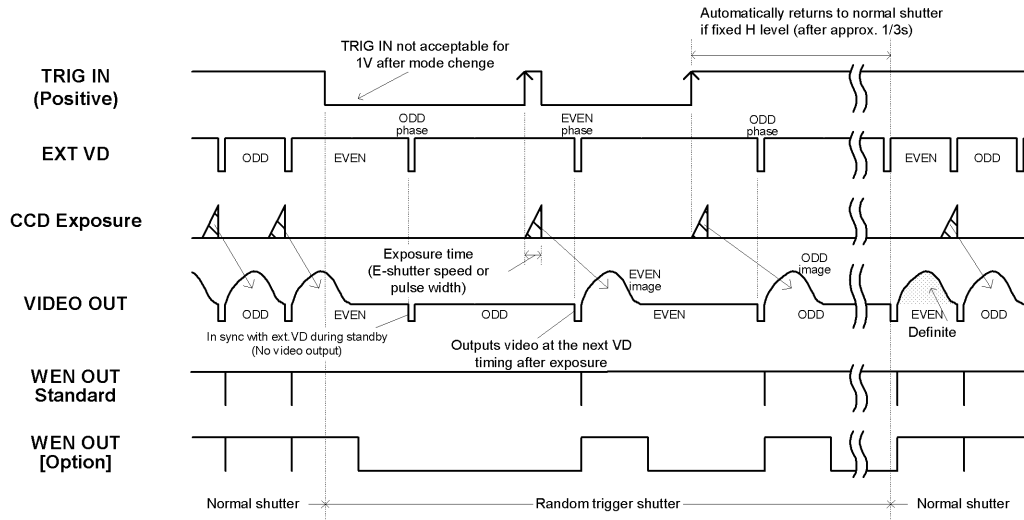 Automatically returns to normal shutter
if fixed H level (after approx. 1/3s)
TRIG IN not acceptable for
1V after mode chenge
TRIG IN
(Positive)
ODD
phase
EVEN
phase
ODD
phase
EXT VD
ODD
EVEN
EVEN
ODD
CCD Exposure
Exposure time
(E-shutter speed or
pulse width)
EVEN
image
ODD
image
VIDEO OUT
ODD
EVEN
ODD
EVEN
ODD
EVEN
ODD
Definite
In sync with ext.VD during standby
(No video output)
Outputs video at the next VD
timing after exposure
WEN OUT
Standard
WEN OUT
[Option]
Normal shutter
Random trigger shutter
Normal shutter